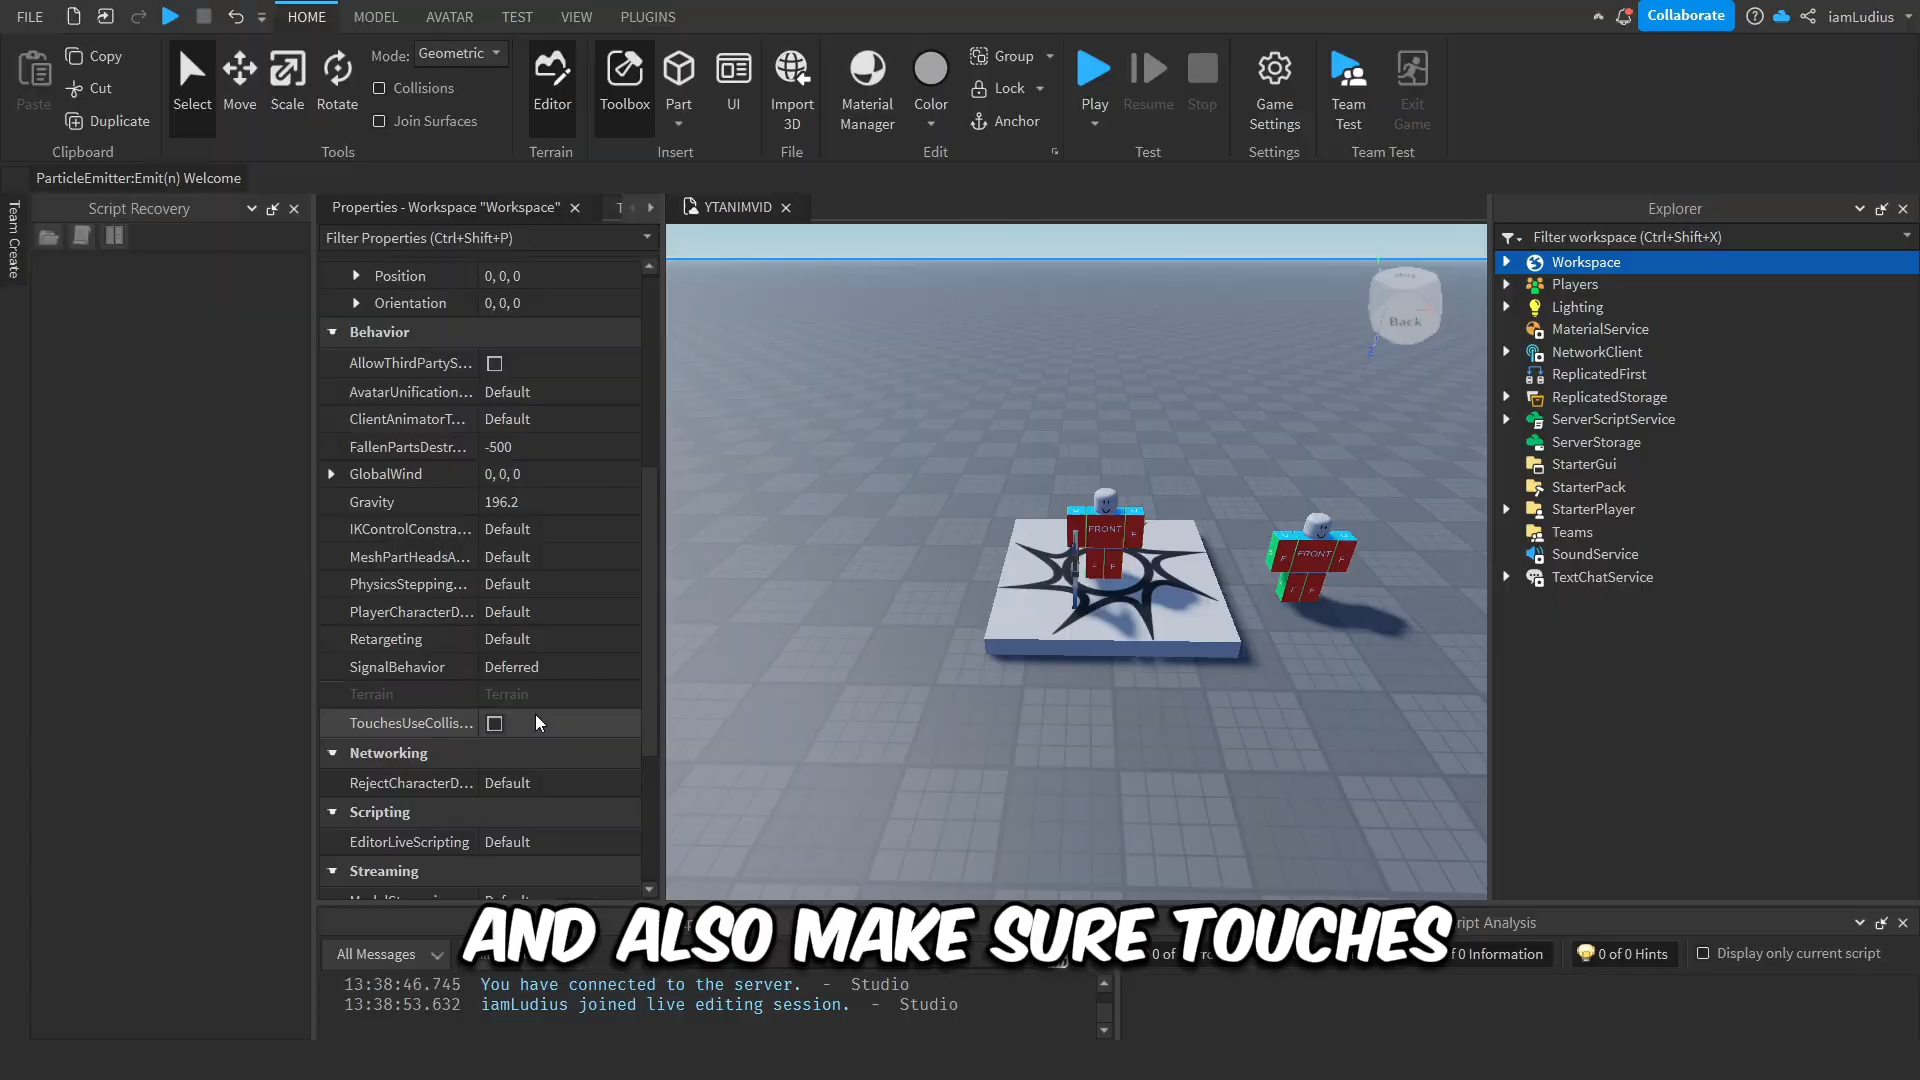 FILE HOME MODEL AVATAR TEST VIEW PLUGINS Collaborate iamLudius
Paste Copy Cut Duplicate Clipboard
Select Move Scale Rotate Mode: Geometric Collisions Join Surfaces Tools
Editor Terrain
Toolbox Part UI Insert
Import 3D File
Material Manager Color Group Lock Anchor Edit
Play Resume Stop Test
Game Settings Settings
Team Test Exit Game Team Test
ParticleEmitter:Emit(n) Welcome
Team Create
Script Recovery
Properties - Workspace "Workspace"
Filter Properties (Ctrl+Shift+P)
Position 0, 0, 0
Orientation 0, 0, 0
Behavior
AllowThirdPartyS...
AvatarUnification... Default
ClientAnimatorT... Default
FallenPartsDestr... -500
GlobalWind 0, 0, 0
Gravity 196.2
IKControlConstra... Default
MeshPartHeadsA... Default
PhysicsStepping... Default
PlayerCharacterD... Default
Retargeting Default
SignalBehavior Deferred
Terrain Terrain
TouchesUseCollis...
Networking
RejectCharacterD... Default
Scripting
EditorLiveScripting Default
Streaming
YTANIMVID
Back
FRONT F F F
F FRONT F F F
Explorer
Filter workspace (Ctrl+Shift+X)
Workspace
Players
Lighting
MaterialService
NetworkClient
ReplicatedFirst
ReplicatedStorage
ServerScriptService
ServerStorage
StarterGui
StarterPack
StarterPlayer
Teams
SoundService
TextChatService
AND ALSO MAKE SURE TOUCHES
ript Analysis
All Messages
0 of
0 Information 0 of 0 Hints Display only current script
13:38:46.745 You have connected to the server. - Studio
13:38:53.632 iamLudius joined live editing session. - Studio